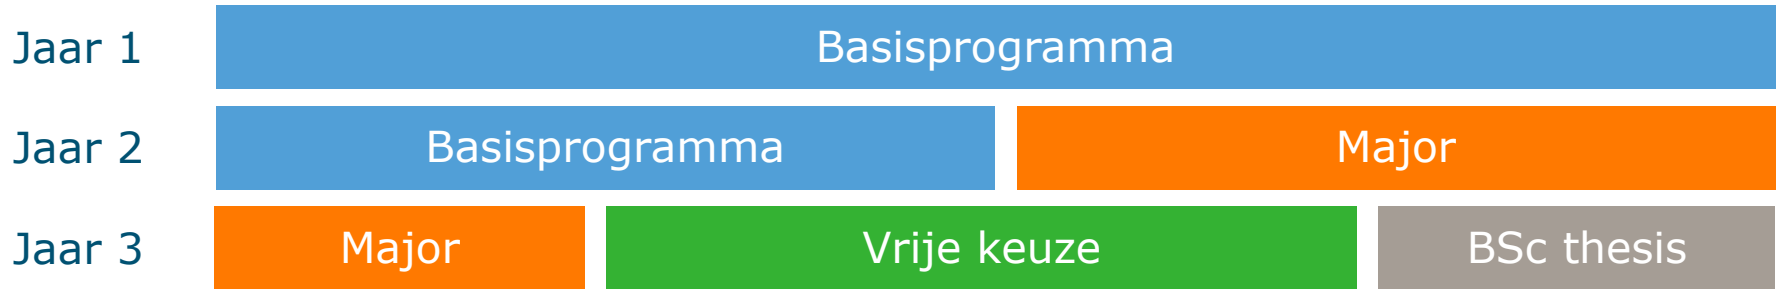 Jaar 1 Basisprogramma
Jaar 2 Basisprogramma Major
Jaar 3 Major Vrije keuze BSc thesis